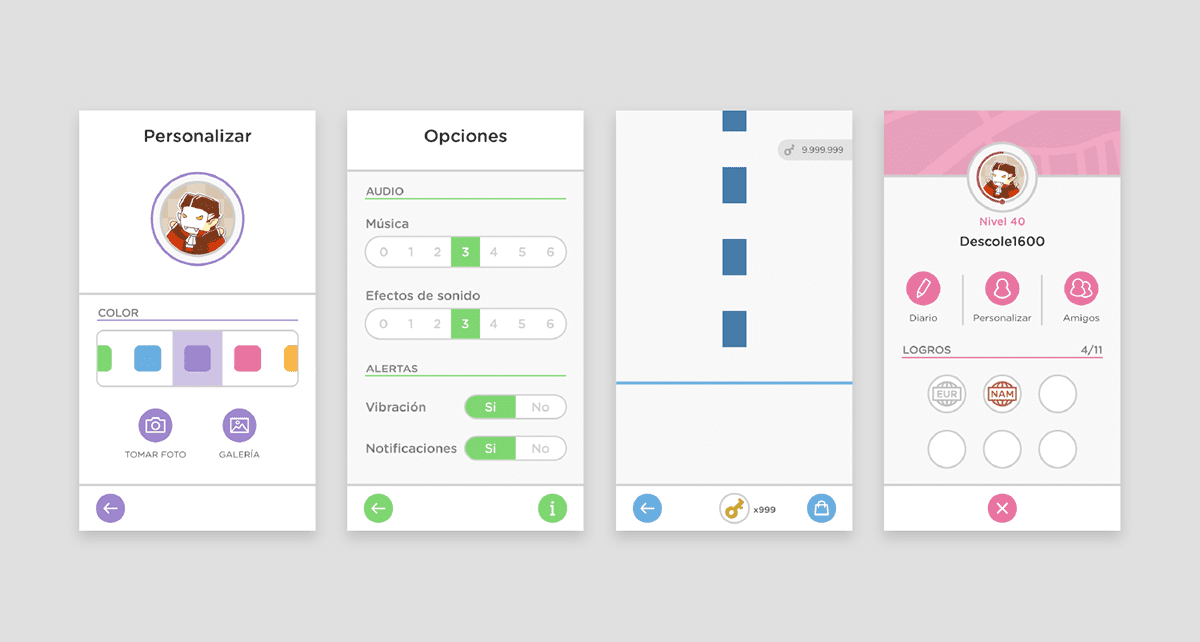 Personalizar
COLOR
TOMAR FOTO GALERÍA
Opciones
AUDIO
Música
0 1 2 3 4 5 6
Efectos de sonido
0 1 2 3 4 5 6
ALERTAS
Vibración Si No
Notificaciones Si No
i
9.999.999
x999
Nivel 40
Descole1600
Diario Personalizar Amigos
LOGROS 4/11
EUR NAM